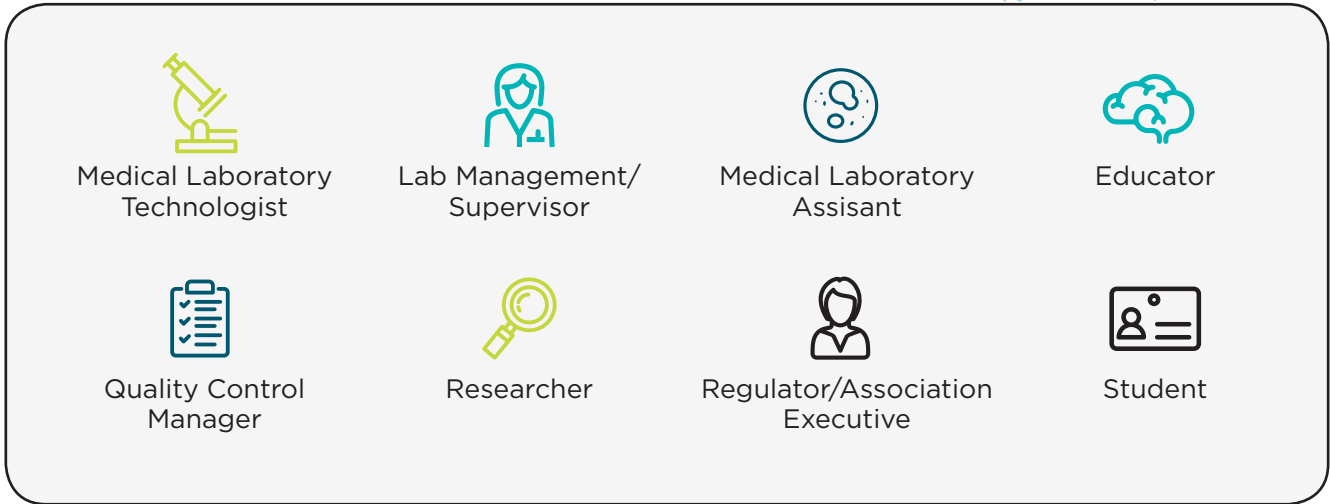 Medical Laboratory
Technologist
Lab Management/
Supervisor
Medical Laboratory
Assisant
Educator
Quality Control
Manager
Researcher
Regulator/Association
Executive
Student